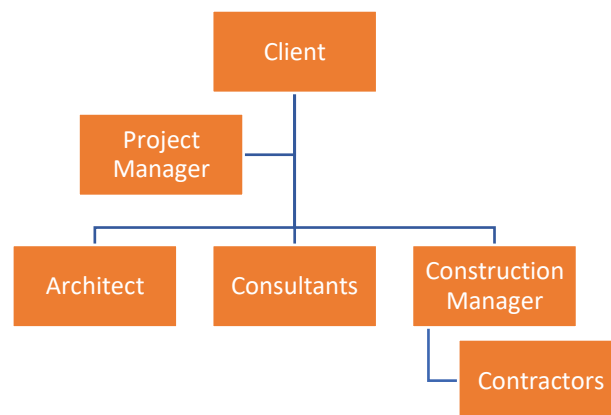 Client
Project
Manager
Architect
Consultants
Construction
Manager
Contractors